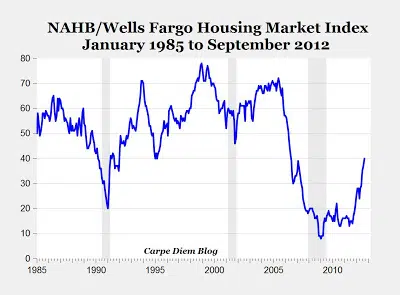 NAHB/Wells Fargo Housing Market Index
January 1985 to September 2012
80
70
60
50
40
30
20
10
0
Carpe Diem Blog
1985 1990 1995 2000 2005 2010